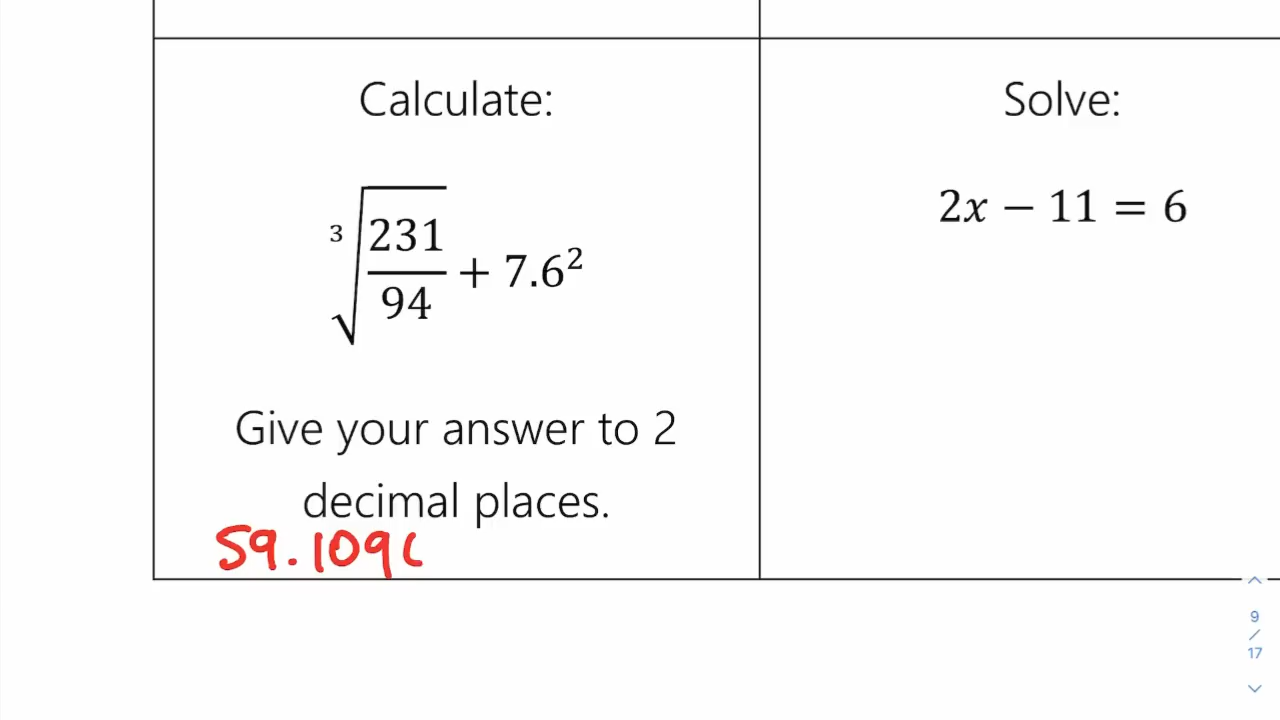 Calculate:
∛(231/94) + 7.6²
Give your answer to 2
decimal places.
59.109
Solve:
2x − 11 = 6
9
/
17